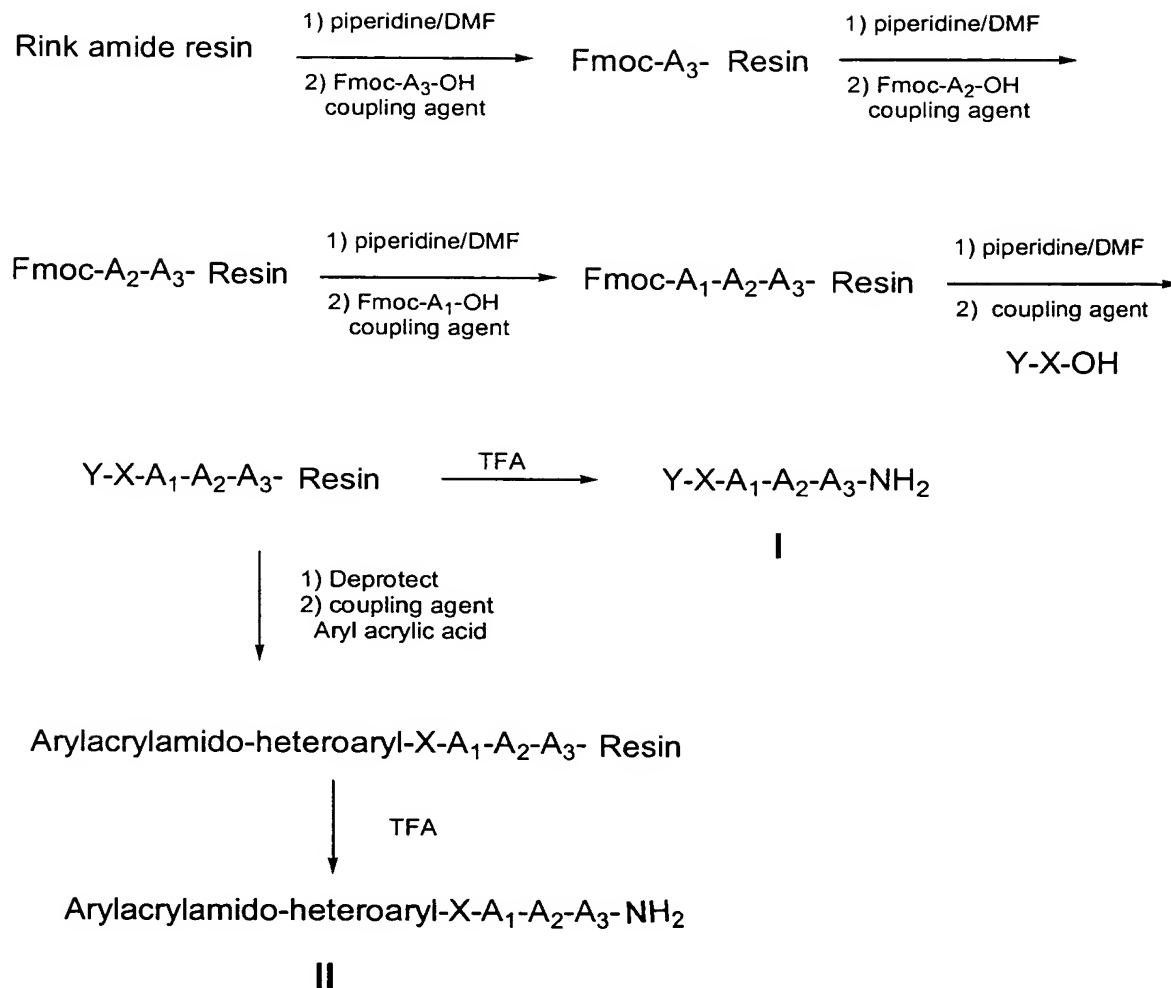 Rink amide resin
1) piperidine/DMF
2) Fmoc-A₃-OH
coupling agent
Fmoc-A₃- Resin
1) piperidine/DMF
2) Fmoc-A₂-OH
coupling agent
Fmoc-A₂-A₃- Resin
1) piperidine/DMF
2) Fmoc-A₁-OH
coupling agent
Fmoc-A₁-A₂-A₃- Resin
1) piperidine/DMF
2) coupling agent
Y-X-OH
Y-X-A₁-A₂-A₃- Resin
TFA
Y-X-A₁-A₂-A₃-NH₂
I
1) Deprotect
2) coupling agent
Aryl acrylic acid
Arylacrylamido-heteroaryl-X-A₁-A₂-A₃- Resin
TFA
Arylacrylamido-heteroaryl-X-A₁-A₂-A₃-NH₂
II